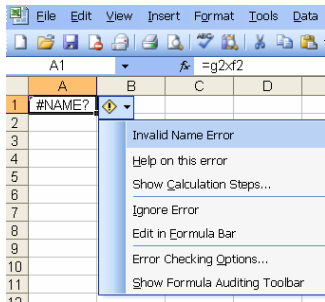 File Edit View Insert Format Tools Data
A1 fx =g2xf2
A B C D
1 #NAME?
2 Invalid Name Error
3
4 Help on this error
5 Show Calculation Steps...
6
7 Ignore Error
8 Edit in Formula Bar
9
10 Error Checking Options...
11 Show Formula Auditing Toolbar
12